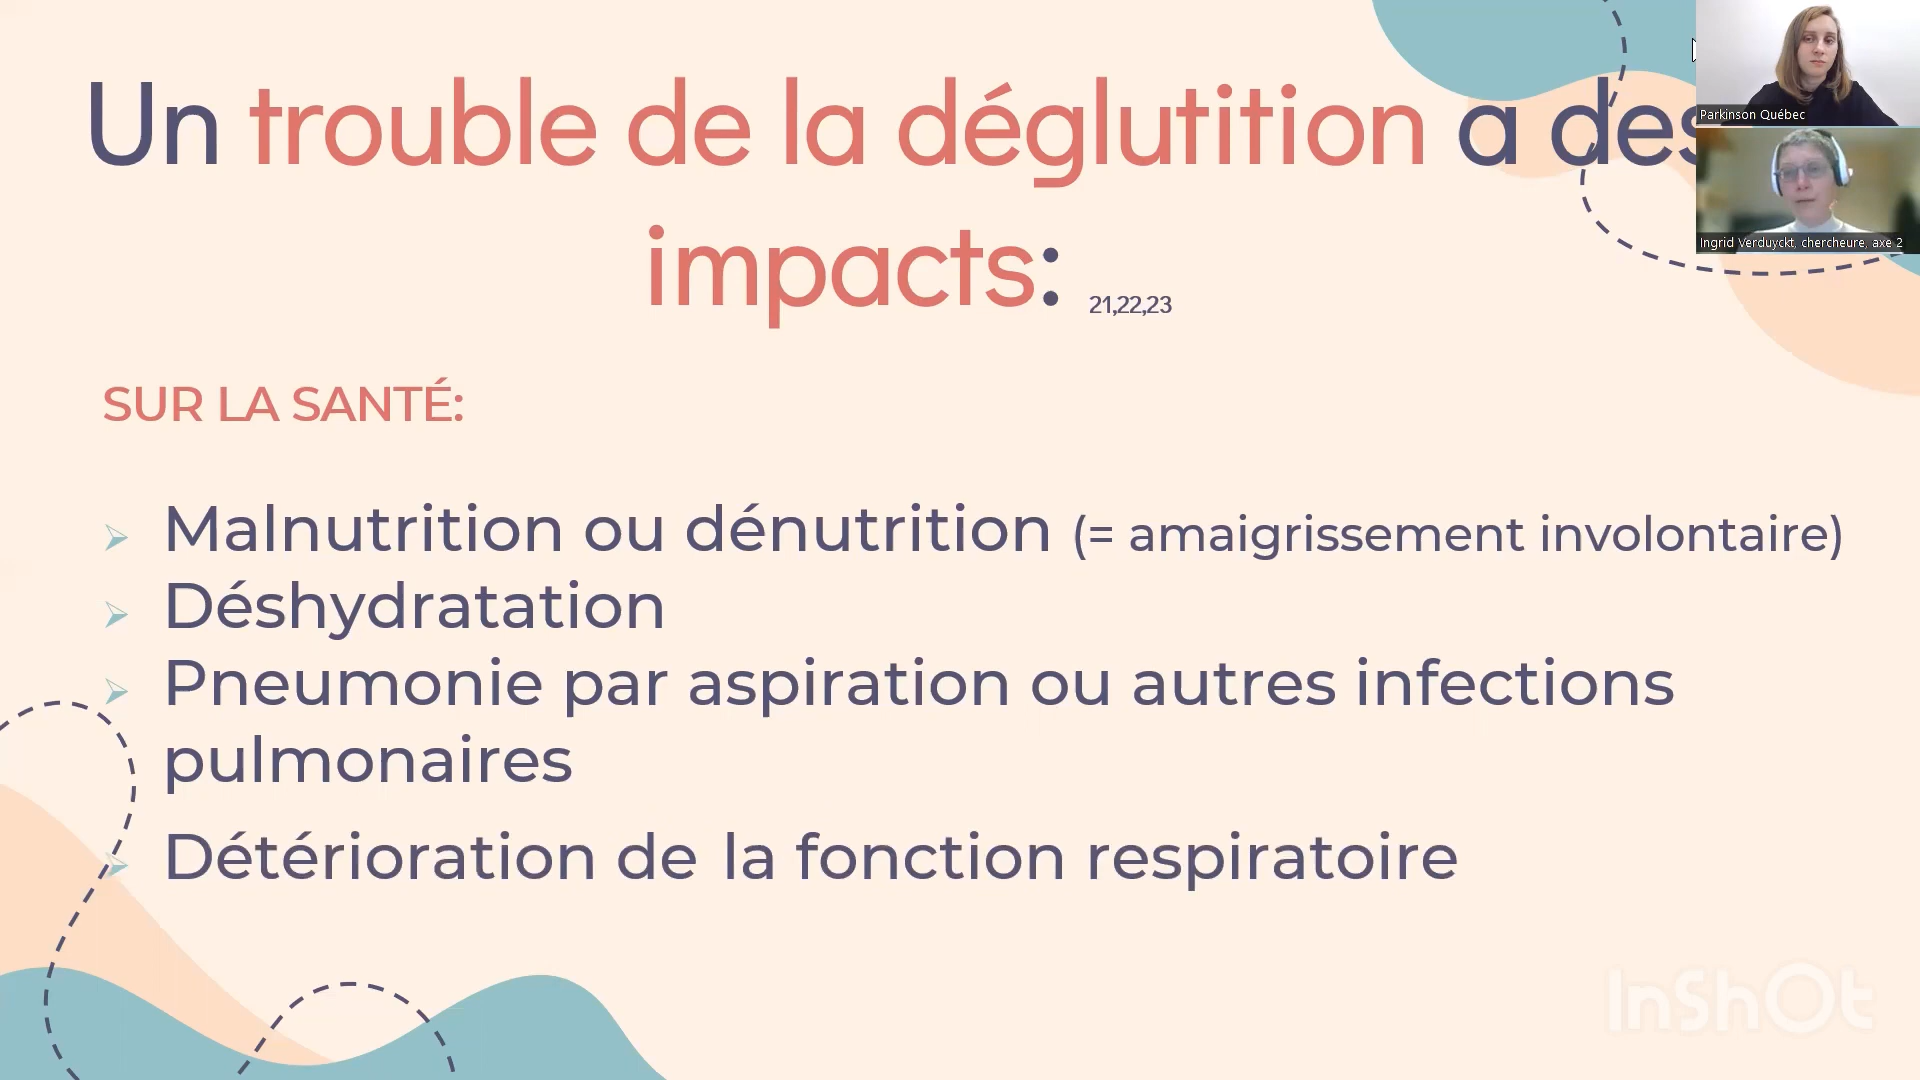 Un trouble de la déglutition a des
impacts: 21,22,23
Parkinson Québec
Ingrid Verduyckt, chercheure, axe 2
SUR LA SANTÉ:
➢ Malnutrition ou dénutrition (= amaigrissement involontaire)
➢ Déshydratation
➢ Pneumonie par aspiration ou autres infections
pulmonaires
➢ Détérioration de la fonction respiratoire
InShOt